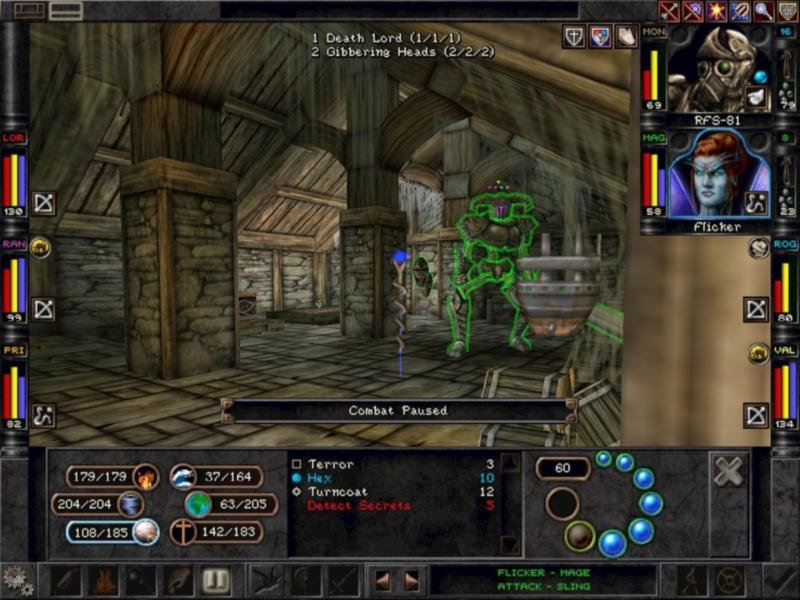 1 Death Lord (1/1/1)
2 Gibbering Heads (2/2/2)
MON
16
69
79
RFS-81
MAG
8
58
23
Flicker
LOR
130
RAN
99
PRI
82
ROG
80
VAL
134
Combat Paused
179/179
37/164
204/204
63/205
108/185
142/183
Terror 3
Hex 10
Turncoat 12
Detect Secrets 5
60
FLICKER - MAGE
ATTACK - SLING